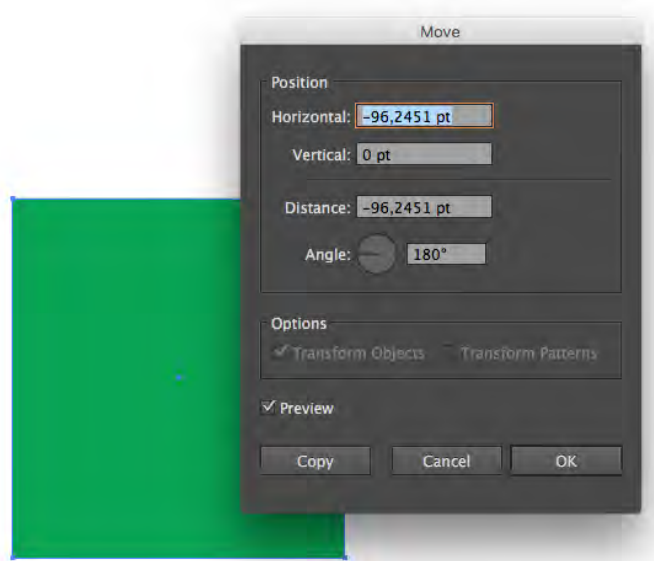 Move
Position
Horizontal: -96,2451 pt
Vertical: 0 pt
Distance: -96,2451 pt
Angle: 180°
Options
Transform Objects Transform Patterns
Preview
Copy Cancel OK